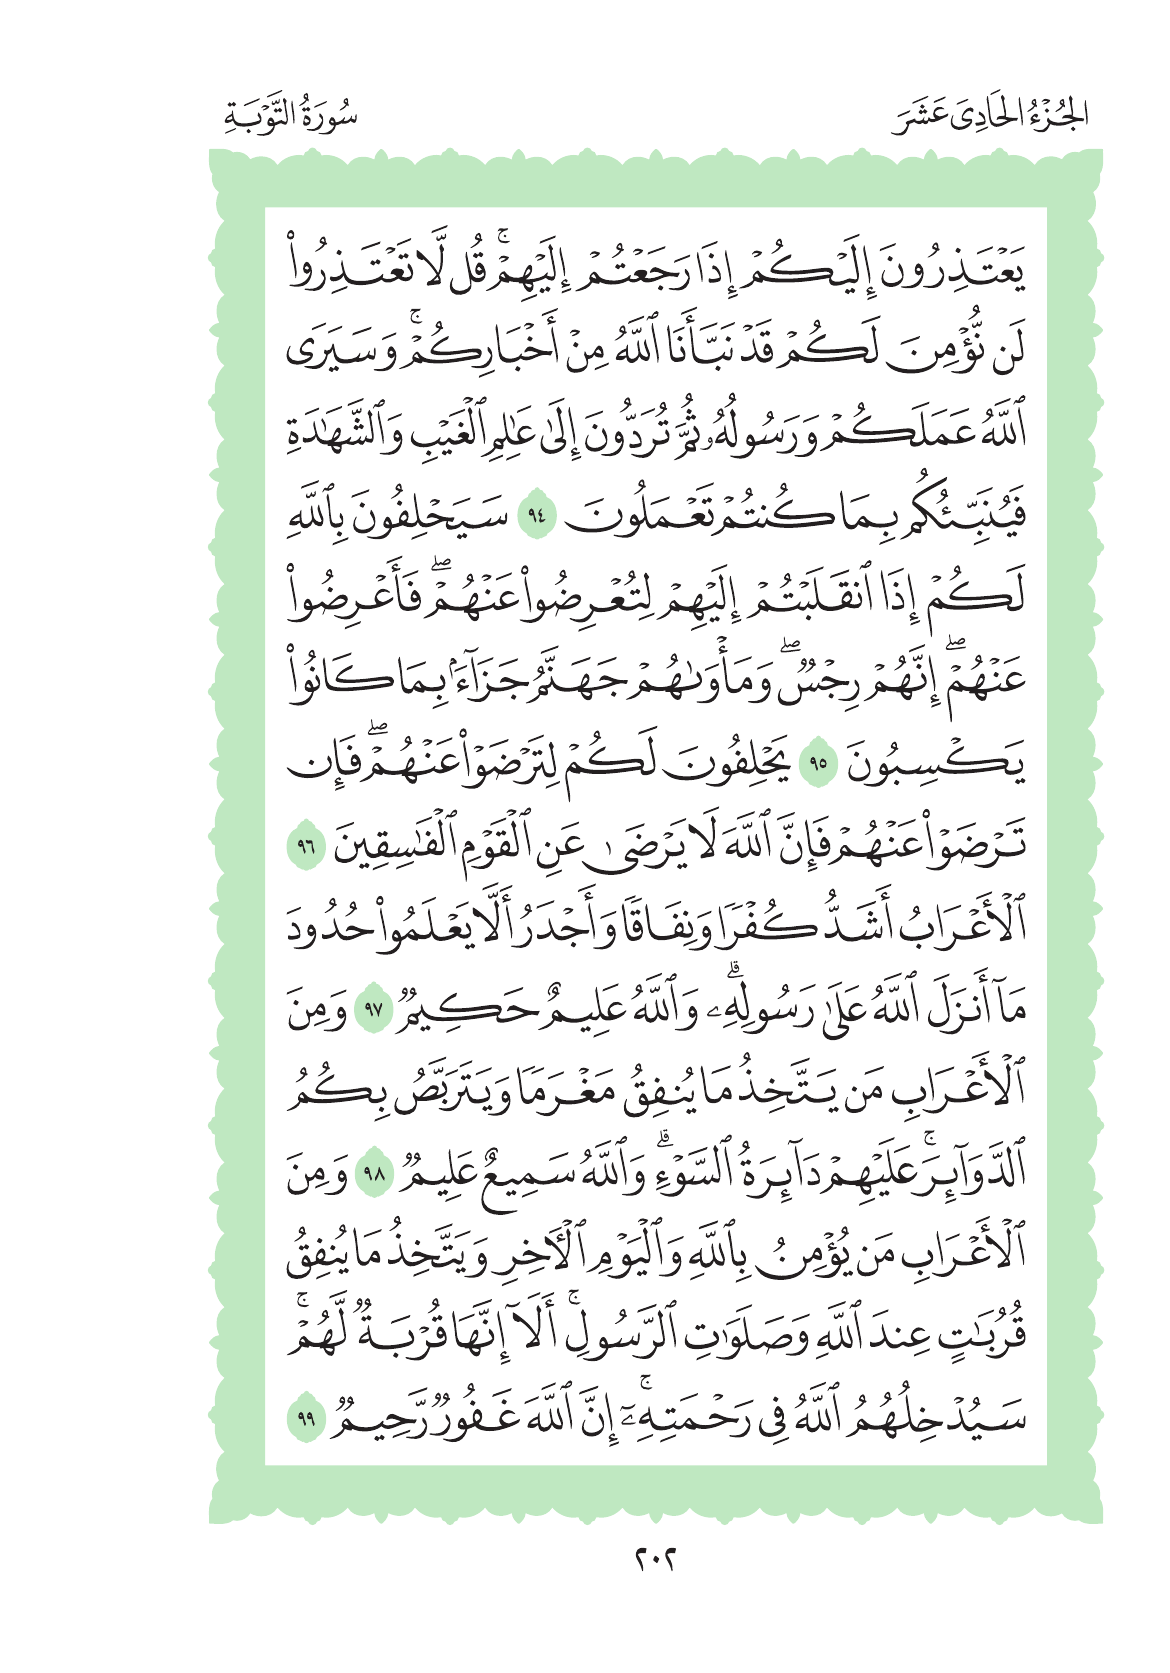 الجُزْءُ الحَادِيَ عَشَرَ
سُورَةُ التَّوۡبَةِ
يَعۡتَذِرُونَ إِلَيۡكُمۡ إِذَا رَجَعۡتُمۡ إِلَيۡهِمۡۚ قُل لَّا تَعۡتَذِرُواْ
لَن نُّؤۡمِنَ لَكُمۡ قَدۡ نَبَّأَنَا ٱللَّهُ مِنۡ أَخۡبَارِكُمۡۚ وَسَيَرَى
ٱللَّهُ عَمَلَكُمۡ وَرَسُولُهُۥ ثُمَّ تُرَدُّونَ إِلَىٰ عَٰلِمِ ٱلۡغَيۡبِ وَٱلشَّهَٰدَةِ
فَيُنَبِّئُكُم بِمَا كُنتُمۡ تَعۡمَلُونَ ٩٤ سَيَحۡلِفُونَ بِٱللَّهِ
لَكُمۡ إِذَا ٱنقَلَبۡتُمۡ إِلَيۡهِمۡ لِتُعۡرِضُواْ عَنۡهُمۡۖ فَأَعۡرِضُواْ
عَنۡهُمۡۖ إِنَّهُمۡ رِجۡسٞۖ وَمَأۡوَىٰهُمۡ جَهَنَّمُ جَزَآءَۢ بِمَا كَانُواْ
يَكۡسِبُونَ ٩٥ يَحۡلِفُونَ لَكُمۡ لِتَرۡضَوۡاْ عَنۡهُمۡۖ فَإِن
تَرۡضَوۡاْ عَنۡهُمۡ فَإِنَّ ٱللَّهَ لَا يَرۡضَىٰ عَنِ ٱلۡقَوۡمِ ٱلۡفَٰسِقِينَ ٩٦
ٱلۡأَعۡرَابُ أَشَدُّ كُفۡرٗا وَنِفَاقٗا وَأَجۡدَرُ أَلَّا يَعۡلَمُواْ حُدُودَ
مَآ أَنزَلَ ٱللَّهُ عَلَىٰ رَسُولِهِۦۗ وَٱللَّهُ عَلِيمٌ حَكِيمٞ ٩٧ وَمِنَ
ٱلۡأَعۡرَابِ مَن يَتَّخِذُ مَا يُنفِقُ مَغۡرَمٗا وَيَتَرَبَّصُ بِكُمُ
ٱلدَّوَآئِرَۚ عَلَيۡهِمۡ دَآئِرَةُ ٱلسَّوۡءِۗ وَٱللَّهُ سَمِيعٌ عَلِيمٞ ٩٨ وَمِنَ
ٱلۡأَعۡرَابِ مَن يُؤۡمِنُ بِٱللَّهِ وَٱلۡيَوۡمِ ٱلۡأٓخِرِ وَيَتَّخِذُ مَا يُنفِقُ
قُرُبَٰتٍ عِندَ ٱللَّهِ وَصَلَوَٰتِ ٱلرَّسُولِۚ أَلَآ إِنَّهَا قُرۡبَةٞ لَّهُمۡۚ
سَيُدۡخِلُهُمُ ٱللَّهُ فِي رَحۡمَتِهِۦٓۚ إِنَّ ٱللَّهَ غَفُورٞ رَّحِيمٞ ٩٩
٢٠٢